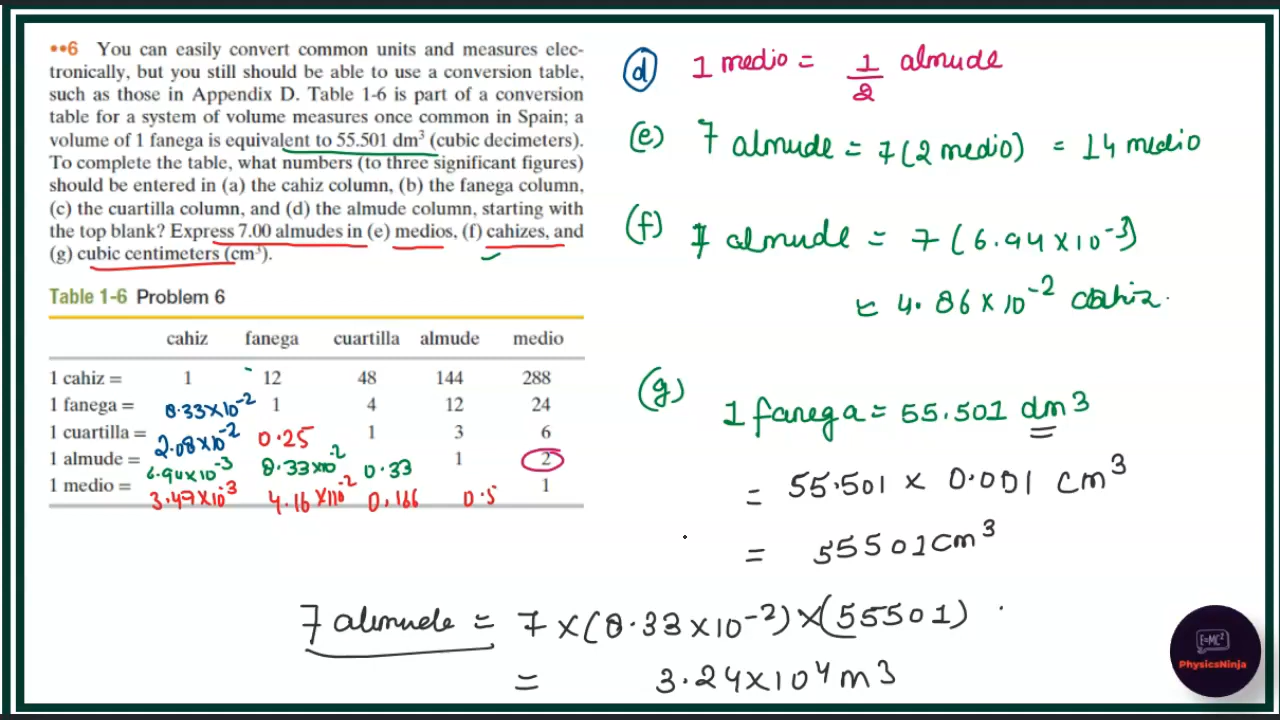 ••6 You can easily convert common units and measures elec-
tronically, but you still should be able to use a conversion table,
such as those in Appendix D. Table 1-6 is part of a conversion
table for a system of volume measures once common in Spain; a
volume of 1 fanega is equivalent to 55.501 dm³ (cubic decimeters).
To complete the table, what numbers (to three significant figures)
should be entered in (a) the cahiz column, (b) the fanega column,
(c) the cuartilla column, and (d) the almude column, starting with
the top blank? Express 7.00 almudes in (e) medios, (f) cahizes, and
(g) cubic centimeters (cm³).
Table 1-6 Problem 6
cahiz fanega cuartilla almude medio
1 cahiz = 1 12 48 144 288
1 fanega = 8.33×10⁻² 1 4 12 24
1 cuartilla = 2.08×10⁻² 0.25 1 3 6
1 almude = 6.94×10⁻³ 8.33×10⁻² 0.33 1 2
1 medio = 3.47×10⁻³ 4.16×10⁻² 0.166 0.5 1
(d) 1 medio = 1/2 almude
(e) 7 almude = 7(2 medio) = 14 medio
(f) 7 almude = 7(6.94×10⁻³)
= 4.86×10⁻² cahiz.
(g)
1 fanega = 55.501 dm³
= 55.501 × 0.001 cm³
= 55501cm³
7 almude = 7×(8.33×10⁻²)×(55501)
= 3.24×10⁴m3
E=MC²
PhysicsNinja